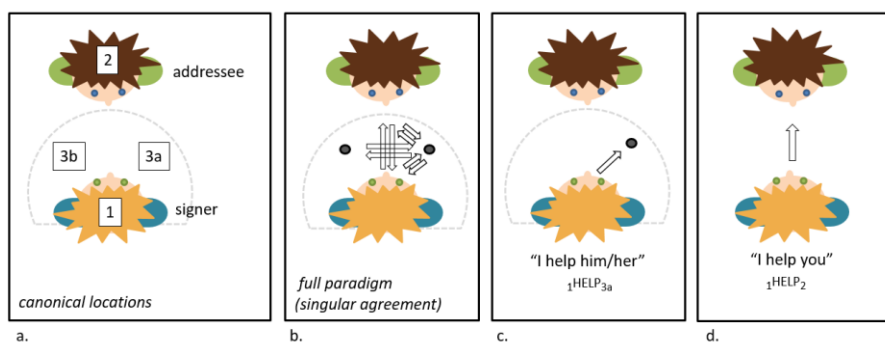 2
addressee
3b
3a
1
signer
canonical locations
a.
full paradigm
(singular agreement)
b.
“I help him/her”
₁HELP₃ₐ
c.
“I help you”
₁HELP₂
d.